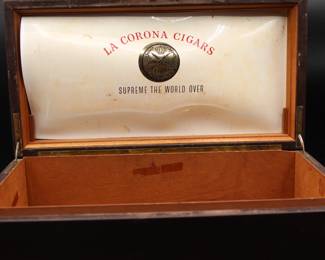 LA CORONA CIGARS
SUPREME THE WORLD OVER